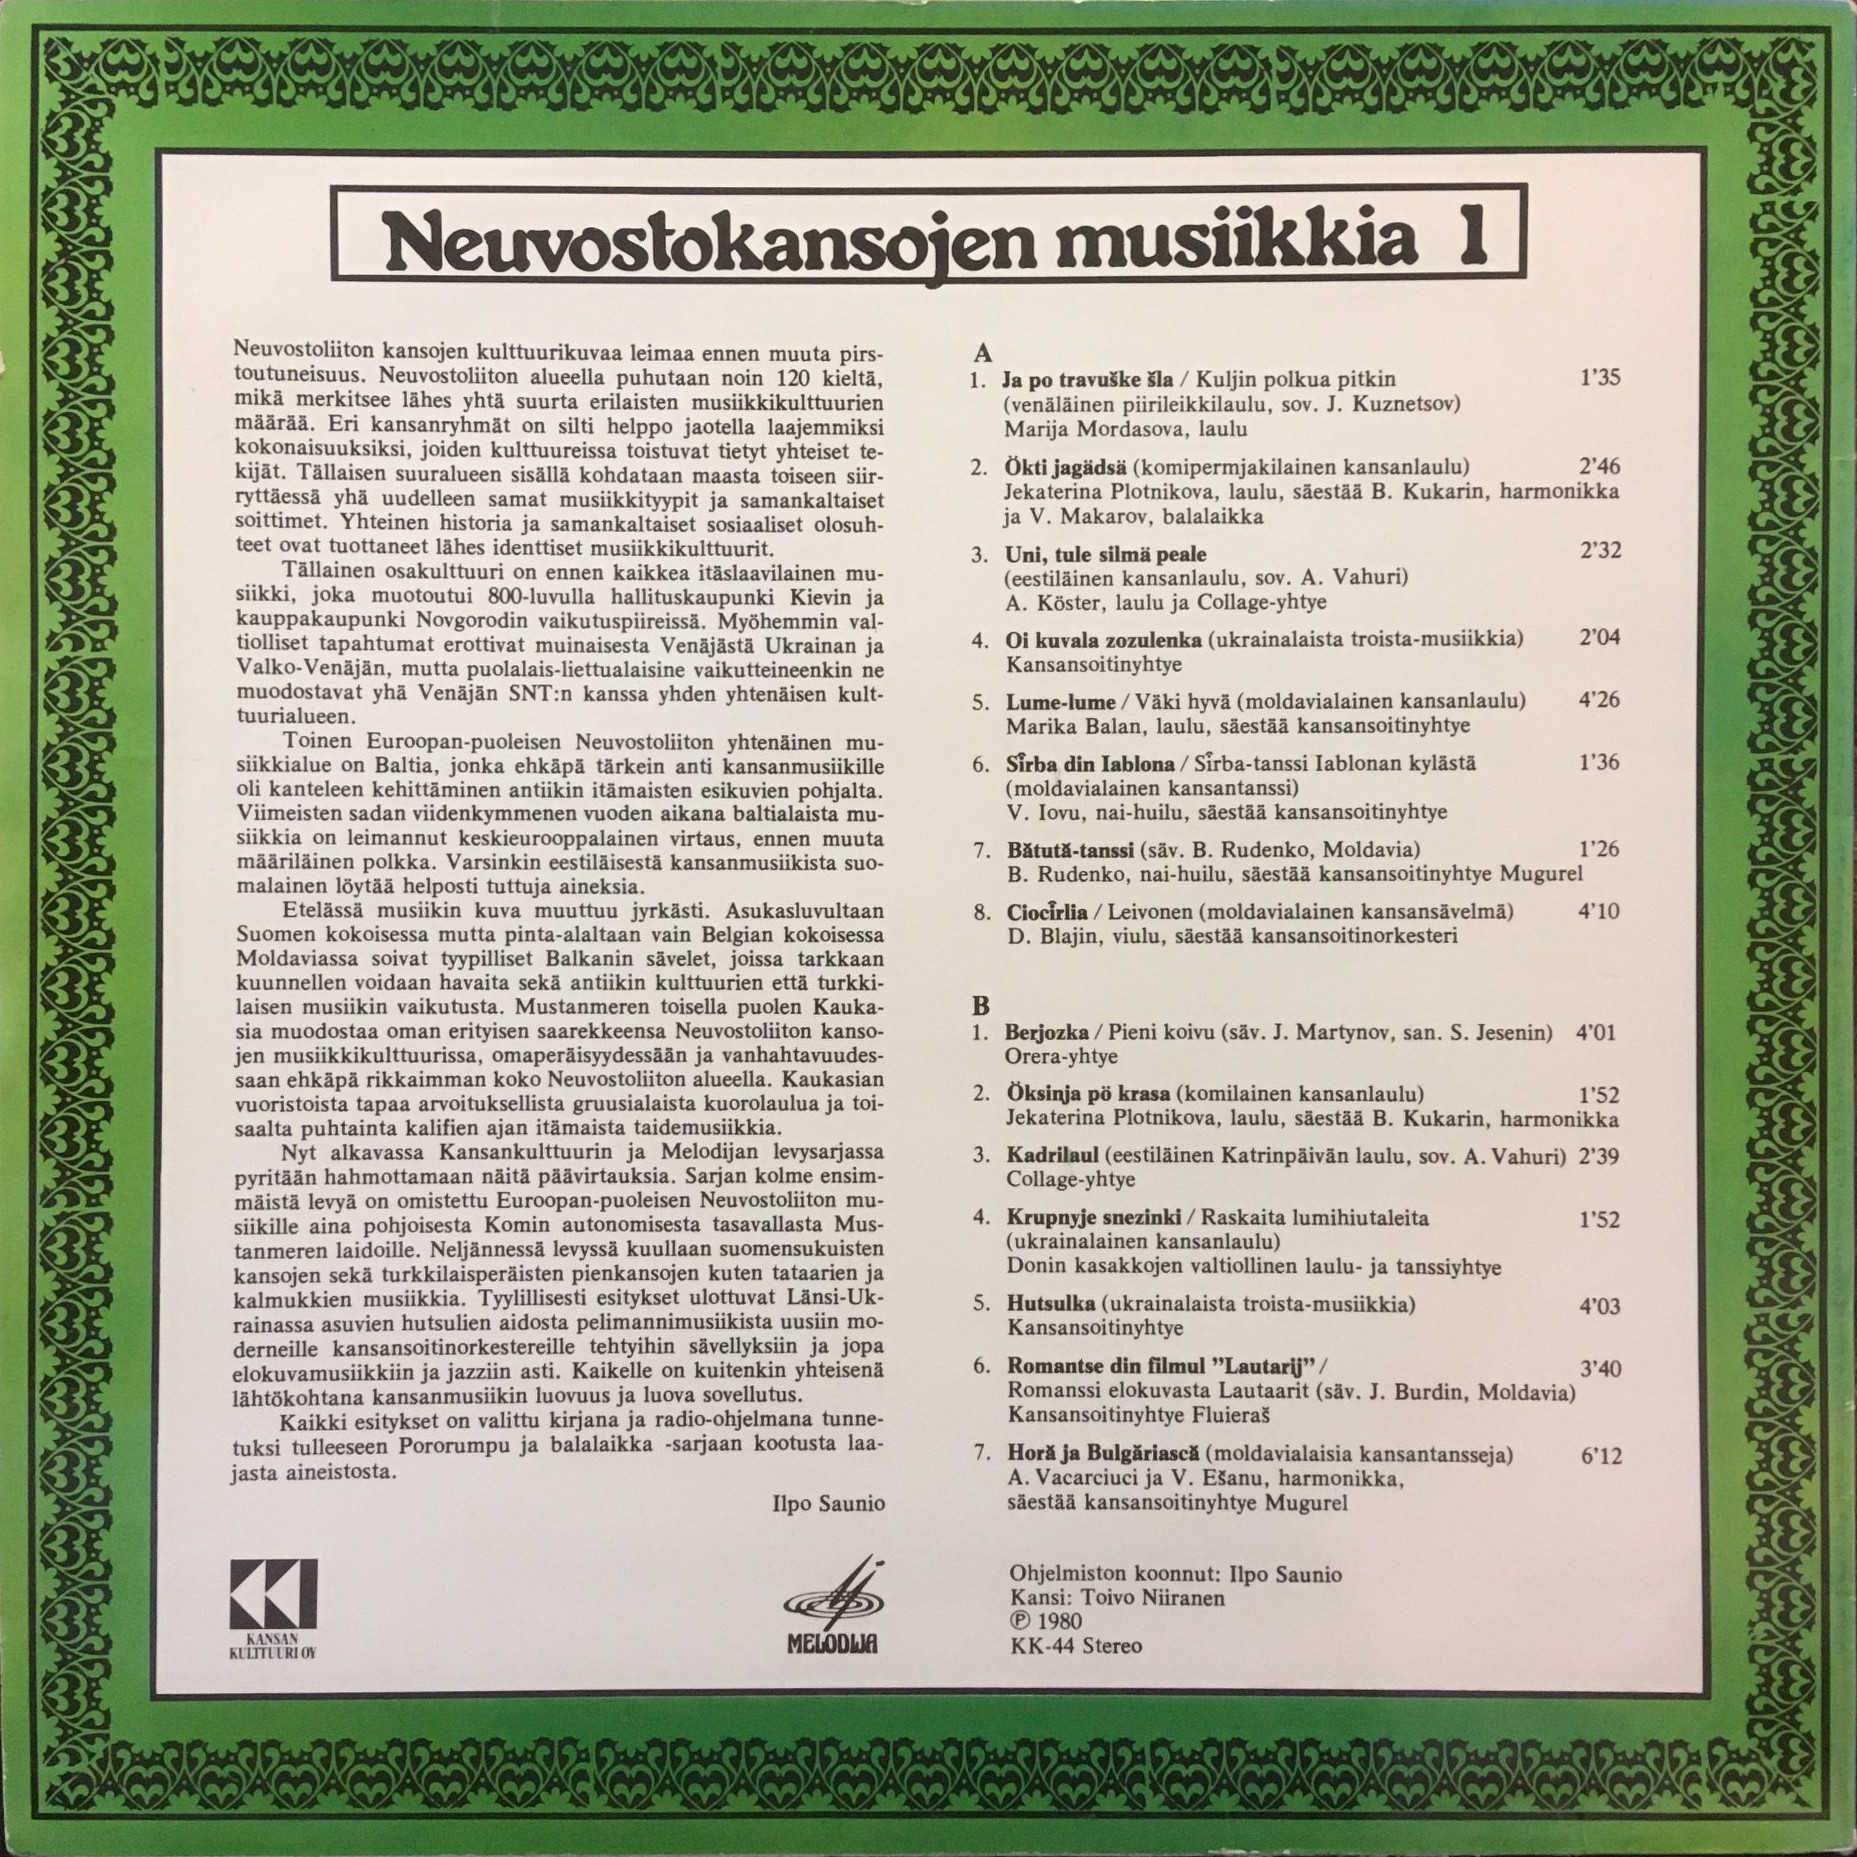 Neuvostokansojen musiikkia 1
Neuvostoliiton kansojen kulttuurikuvaa leimaa ennen muuta pirs-
toutuneisuus. Neuvostoliiton alueella puhutaan noin 120 kieltä,
mikä merkitsee lähes yhtä suurta erilaisten musiikkikulttuurien
määrää. Eri kansanryhmät on silti helppo jaotella laajemmiksi
kokonaisuuksiksi, joiden kulttuureissa toistuvat tietyt yhteiset te-
kijät. Tällaisen suuralueen sisällä kohdataan maasta toiseen siir-
ryttäessä yhä uudelleen samat musiikkityypit ja samankaltaiset
soittimet. Yhteinen historia ja samankaltaiset sosiaaliset olosuh-
teet ovat tuottaneet lähes identtiset musiikkikulttuurit.
Tällainen osakulttuuri on ennen kaikkea itäslaavilainen mu-
siikki, joka muotoutui 800-luvulla hallituskaupunki Kievin ja
kauppakaupunki Novgorodin vaikutuspiireissä. Myöhemmin val-
tiolliset tapahtumat erottivat muinaisesta Venäjästä Ukrainan ja
Valko-Venäjän, mutta puolalais-liettualaisine vaikutteineenkin ne
muodostavat yhä Venäjän SNT:n kanssa yhden yhtenäisen kult-
tuurialueen.
Toinen Euroopan-puoleisen Neuvostoliiton yhtenäinen mu-
siikkialue on Baltia, jonka ehkäpä tärkein anti kansanmusiikille
oli kanteleen kehittäminen antiikin itämaisten esikuvien pohjalta.
Viimeisten sadan viidenkymmenen vuoden aikana baltialaista mu-
siikkia on leimannut keskieurooppalainen virtaus, ennen muuta
määriläinen polkka. Varsinkin eestiläisestä kansanmusiikista suo-
malainen löytää helposti tuttuja aineksia.
Etelässä musiikin kuva muuttuu jyrkästi. Asukasluvultaan
Suomen kokoisessa mutta pinta-alaltaan vain Belgian kokoisessa
Moldaviassa soivat tyypilliset Balkanin sävelet, joissa tarkkaan
kuunnellen voidaan havaita sekä antiikin kulttuurien että turkki-
laisen musiikin vaikutusta. Mustanmeren toisella puolen Kauka-
sia muodostaa oman erityisen saarekkeensa Neuvostoliiton kanso-
jen musiikkikulttuurissa, omaperäisyydessään ja vanhahtavuudes-
saan ehkäpä rikkaimman koko Neuvostoliiton alueella. Kaukasian
vuoristoista tapaa arvoituksellista gruusialaista kuorolaulua ja toi-
saalta puhtainta kalifien ajan itämaista taidemusiikkia.
Nyt alkavassa Kansankulttuurin ja Melodijan levysarjassa
pyritään hahmottamaan näitä päävirtauksia. Sarjan kolme ensim-
mäistä levyä on omistettu Euroopan-puoleisen Neuvostoliiton mu-
siikille aina pohjoisesta Komin autonomisesta tasavallasta Mus-
tanmeren laidoille. Neljännessä levyssä kuullaan suomensukuisten
kansojen sekä turkkilaisperäisten pienkansojen kuten tataarien ja
kalmukkien musiikkia. Tyylillisesti esitykset ulottuvat Länsi-Uk-
rainassa asuvien hutsulien aidosta pelimannimusiikista uusiin mo-
derneille kansansoitinorkestereille tehtyihin sävellyksiin ja jopa
elokuvamusiikkiin ja jazziin asti. Kaikelle on kuitenkin yhteisenä
lähtökohtana kansanmusiikin luovuus ja luova sovellutus.
Kaikki esitykset on valittu kirjana ja radio-ohjelmana tunne-
tuksi tulleeseen Pororumpu ja balalaikka -sarjaan kootusta laa-
jasta aineistosta.
Ilpo Saunio
KANSAN
KULTTUURI OY
MELODIJA
A
1. Ja po travuške šla / Kuljin polkua pitkin 1'35
(venäläinen piirileikkilaulu, sov. J. Kuznetsov)
Marija Mordasova, laulu
2. Ökti jagädsä (komipermjakilainen kansanlaulu) 2'46
Jekaterina Plotnikova, laulu, säestää B. Kukarin, harmonikka
ja V. Makarov, balalaikka
3. Uni, tule silmä peale 2'32
(eestiläinen kansanlaulu, sov. A. Vahuri)
A. Köster, laulu ja Collage-yhtye
4. Oi kuvala zozulenka (ukrainalaista troista-musiikkia) 2'04
Kansansoitinyhtye
5. Lume-lume / Väki hyvä (moldavialainen kansanlaulu) 4'26
Marika Balan, laulu, säestää kansansoitinyhtye
6. Sîrba din Iablona / Sîrba-tanssi Iablonan kylästä 1'36
(moldavialainen kansantanssi)
V. Iovu, nai-huilu, säestää kansansoitinyhtye
7. Bătută-tanssi (säv. B. Rudenko, Moldavia) 1'26
B. Rudenko, nai-huilu, säestää kansansoitinyhtye Mugurel
8. Ciocîrlia / Leivonen (moldavialainen kansansävelmä) 4'10
D. Blajin, viulu, säestää kansansoitinorkesteri
B
1. Berjozka / Pieni koivu (säv. J. Martynov, san. S. Jesenin) 4'01
Orera-yhtye
2. Öksinja pö krasa (komilainen kansanlaulu) 1'52
Jekaterina Plotnikova, laulu, säestää B. Kukarin, harmonikka
3. Kadrilaul (eestiläinen Katrinpäivän laulu, sov. A. Vahuri) 2'39
Collage-yhtye
4. Krupnyje snezinki / Raskaita lumihiutaleita 1'52
(ukrainalainen kansanlaulu)
Donin kasakkojen valtiollinen laulu- ja tanssiyhtye
5. Hutsulka (ukrainalaista troista-musiikkia) 4'03
Kansansoitinyhtye
6. Romantse din filmul ”Lautarij” / 3'40
Romanssi elokuvasta Lautaarit (säv. J. Burdin, Moldavia)
Kansansoitinyhtye Fluieraš
7. Horă ja Bulgăriască (moldavialaisia kansantansseja) 6'12
A. Vacarciuci ja V. Ešanu, harmonikka,
säestää kansansoitinyhtye Mugurel
Ohjelmiston koonnut: Ilpo Saunio
Kansi: Toivo Niiranen
℗ 1980
KK-44 Stereo